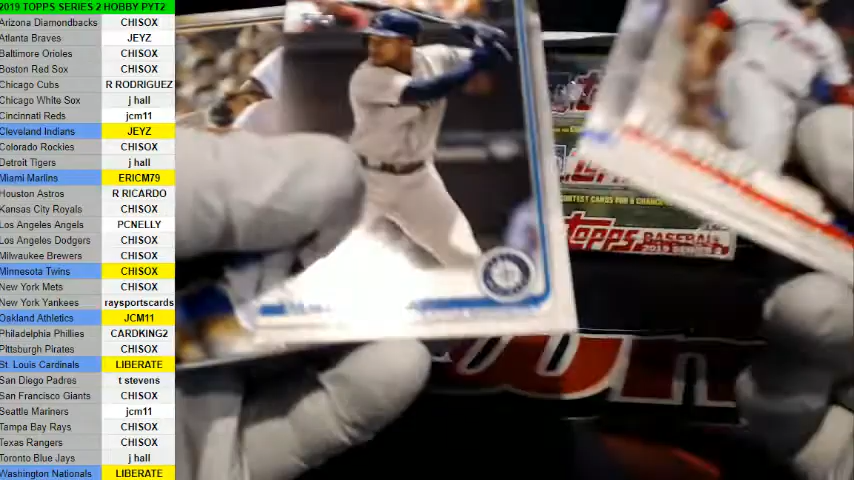 2019 TOPPS SERIES 2 HOBBY PYT2
Arizona Diamondbacks CHISOX
Atlanta Braves JEYZ
Baltimore Orioles CHISOX
Boston Red Sox CHISOX
Chicago Cubs R RODRIGUEZ
Chicago White Sox j hall
Cincinnati Reds jcm11
Cleveland Indians JEYZ
Colorado Rockies CHISOX
Detroit Tigers j hall
Miami Marlins ERICM79
Houston Astros R RICARDO
Kansas City Royals CHISOX
Los Angeles Angels PCNELLY
Los Angeles Dodgers CHISOX
Milwaukee Brewers CHISOX
Minnesota Twins CHISOX
New York Mets CHISOX
New York Yankees raysportscards
Oakland Athletics JCM11
Philadelphia Phillies CARDKING2
Pittsburgh Pirates CHISOX
St. Louis Cardinals LIBERATE
San Diego Padres t stevens
San Francisco Giants CHISOX
Seattle Mariners jcm11
Tampa Bay Rays CHISOX
Texas Rangers CHISOX
Toronto Blue Jays j hall
Washington Nationals LIBERATE
topps BASEBALL
2019 SERIES